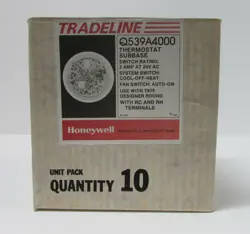 TRADELINE
Q539A4000
THERMOSTAT
SUBBASE
SWITCH RATING:
2 AMP AT 24V AC
SYSTEM SWITCH:
COOL-OFF-HEAT
FAN SWITCH: AUTO-ON
USE WITH T87F
DESIGNER ROUND
WITH RC AND RH
TERMINALS
Honeywell
UNIT PACK
QUANTITY 10